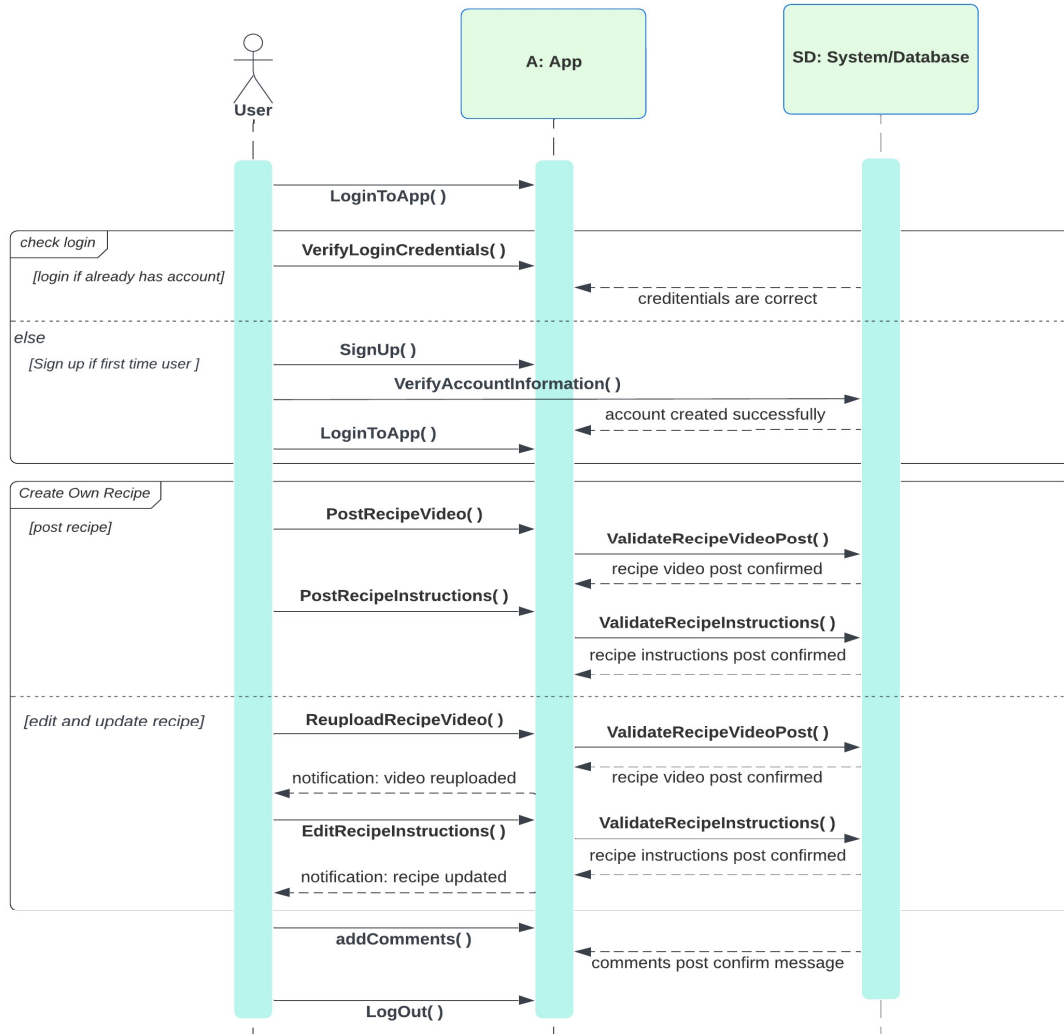 A: App
SD: System/Database
User
LoginToApp( )
check login
VerifyLoginCredentials( )
[login if already has account]
creditentials are correct
else
SignUp( )
[Sign up if first time user ]
VerifyAccountInformation( )
account created successfully
LoginToApp( )
Create Own Recipe
PostRecipeVideo( )
[post recipe]
ValidateRecipeVideoPost( )
recipe video post confirmed
PostRecipeInstructions( )
ValidateRecipeInstructions( )
recipe instructions post confirmed
[edit and update recipe]
ReuploadRecipeVideo( )
ValidateRecipeVideoPost( )
recipe video post confirmed
notification: video reuploaded
ValidateRecipeInstructions( )
EditRecipeInstructions( )
recipe instructions post confirmed
notification: recipe updated
addComments( )
comments post confirm message
LogOut( )